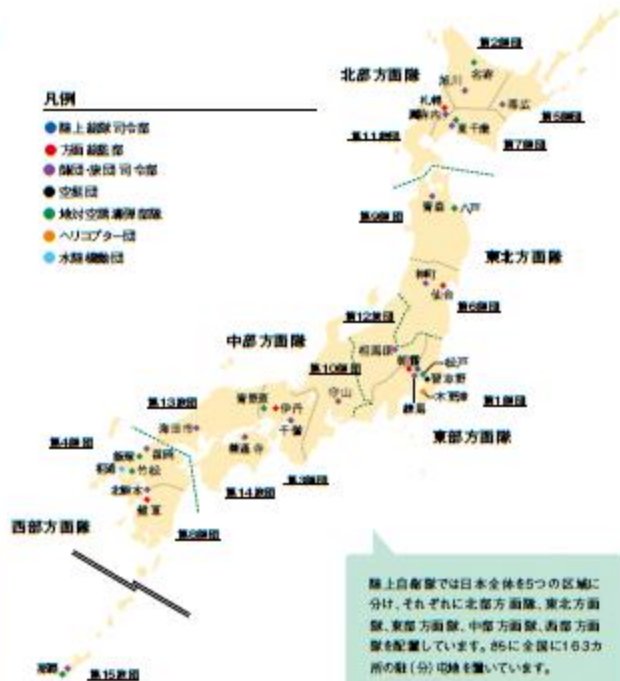 凡例
陸上総隊司令部
方面総監部
師団・旅団司令部
空挺団
地対空誘導弾部隊
ヘリコプター団
水陸機動団
北部方面隊
第2師団
名寄
旭川
札幌
帯広
真駒内
東千歳
第5旅団
第11旅団
第7師団
第9師団
青森
八戸
東北方面隊
神町
仙台
第6師団
第12旅団
相馬原
中部方面隊
第10師団
朝霞
松戸
習志野
守山
木更津
練馬
第1師団
東部方面隊
第13旅団
青野原
伊丹
海田市
千僧
善通寺
第4師団
福岡
飯塚
相浦
竹松
第3師団
第14旅団
北熊本
健軍
第8師団
西部方面隊
那覇
第15旅団
陸上自衛隊では日本全体を5つの区域に
分け、それぞれに北部方面隊、東北方面
隊、東部方面隊、中部方面隊、西部方面
隊を配置しています。さらに全国に163カ
所の駐(分)屯地を置いています。